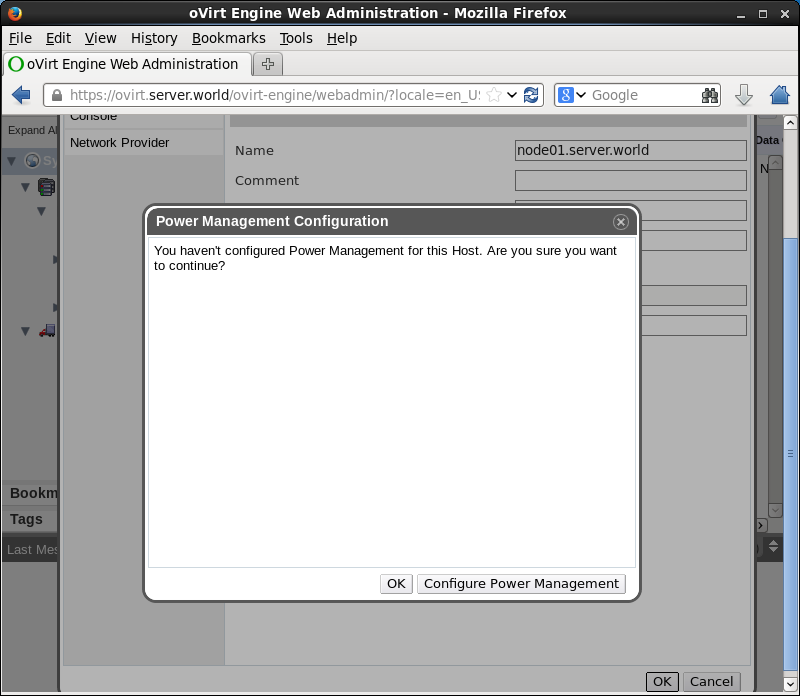 oVirt Engine Web Administration - Mozilla Firefox
File Edit View History Bookmarks Tools Help
oVirt Engine Web Administration
https://ovirt.server.world/ovirt-engine/webadmin/?locale=en_US
Google
Expand Al
Console
Data
Network Provider
Name
node01.server.world
Sy
N
Comment
Power Management Configuration
You haven't configured Power Management for this Host. Are you sure you want
to continue?
Bookm
Tags
Last Mes
OK
Configure Power Management
OK
Cancel